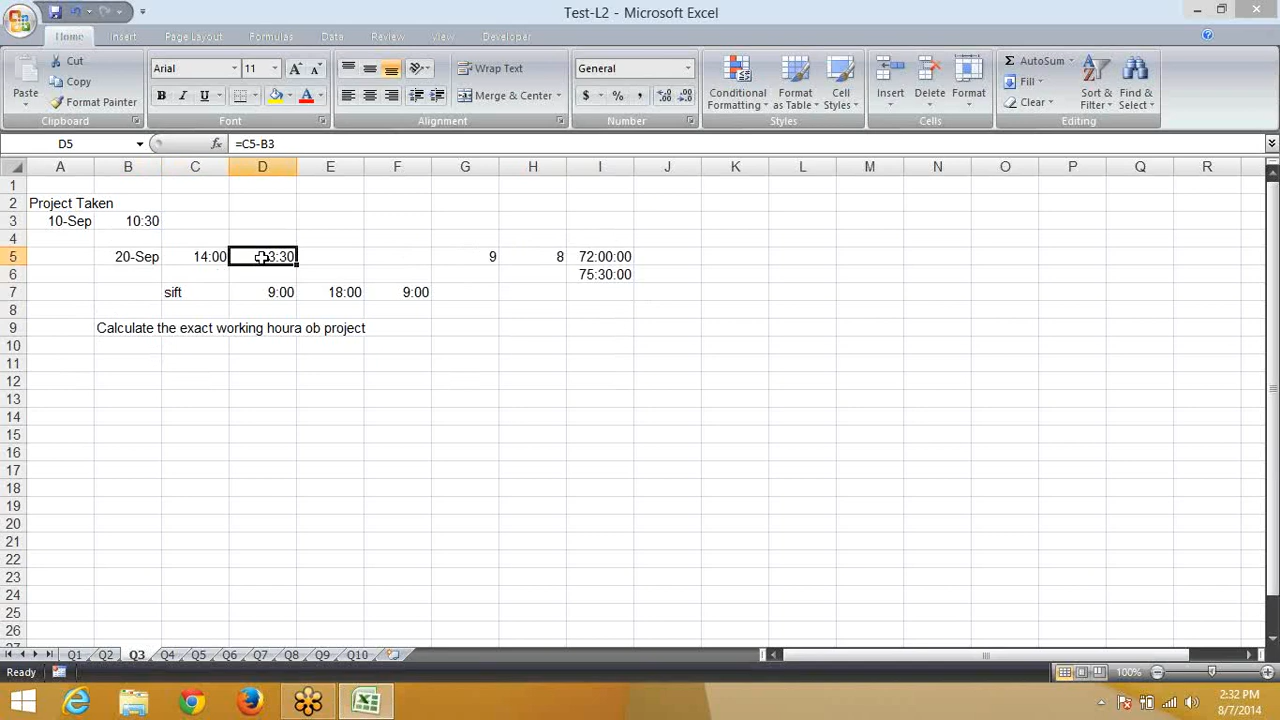 Test-L2 - Microsoft Excel
Home Insert Page Layout Formulas Data Review View Developer
Paste
Cut
Copy
Format Painter
Clipboard
Arial 11
B I U
Font
Wrap Text
Merge & Center
Alignment
General
$ % ,
Number
Conditional Formatting
Format as Table
Cell Styles
Styles
Insert Delete Format
Cells
AutoSum
Fill
Clear
Sort & Filter
Find & Select
Editing
D5 fx =C5-B3
A B C D E F G H I J K L M N O P Q R
1
2 Project Taken
3 10-Sep 10:30
4
5 20-Sep 14:00 3:30 9 8 72:00:00
6 75:30:00
7 sift 9:00 18:00 9:00
8
9 Calculate the exact working houra ob project
10
11
12
13
14
15
16
17
18
19
20
21
22
23
24
25
26
Q1 Q2 Q3 Q4 Q5 Q6 Q7 Q8 Q9 Q10
Ready 100%
2:32 PM
8/7/2014